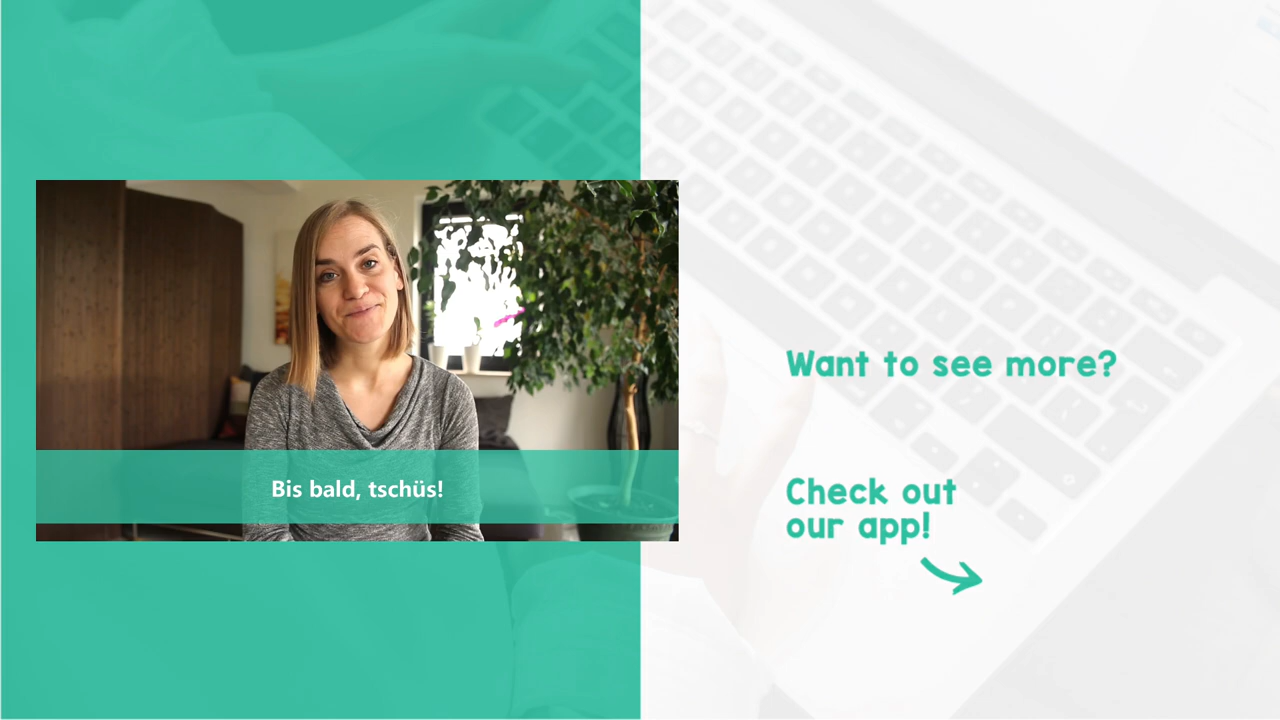 Bis bald, tschüs!
Want to see more?
Check out
our app!